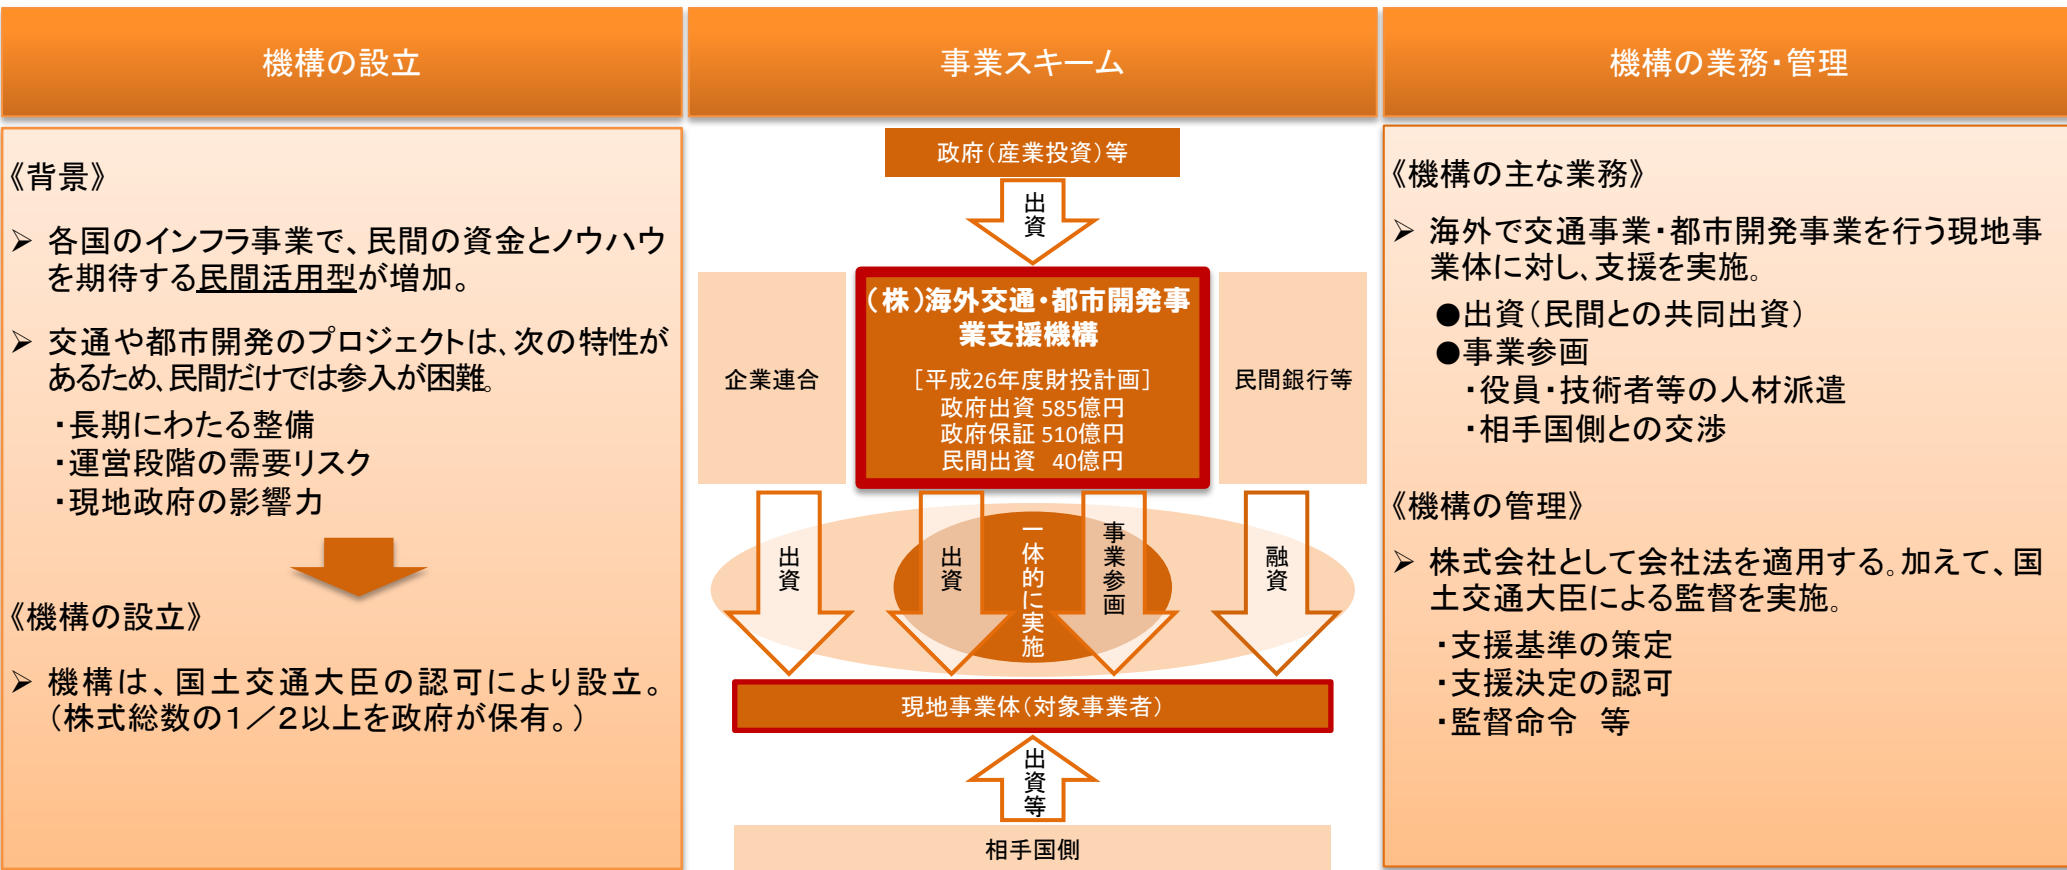 機構の設立
《背景》
➢ 各国のインフラ事業で、民間の資金とノウハウ
を期待する民間活用型が増加。
➢ 交通や都市開発のプロジェクトは、次の特性が
あるため、民間だけでは参入が困難。
・長期にわたる整備
・運営段階の需要リスク
・現地政府の影響力
《機構の設立》
➢ 機構は、国土交通大臣の認可により設立。
（株式総数の１／２以上を政府が保有。）
事業スキーム
政府（産業投資）等
出資
企業連合
（株）海外交通・都市開発事
業支援機構
［平成26年度財投計画］
政府出資 585億円
政府保証 510億円
民間出資　40億円
民間銀行等
出資
出資
一体的に実施
事業参画
融資
現地事業体（対象事業者）
出資等
相手国側
機構の業務・管理
《機構の主な業務》
➢ 海外で交通事業・都市開発事業を行う現地事
業体に対し、支援を実施。
●出資（民間との共同出資）
●事業参画
・役員・技術者等の人材派遣
・相手国側との交渉
《機構の管理》
➢ 株式会社として会社法を適用する。加えて、国
土交通大臣による監督を実施。
・支援基準の策定
・支援決定の認可
・監督命令　等